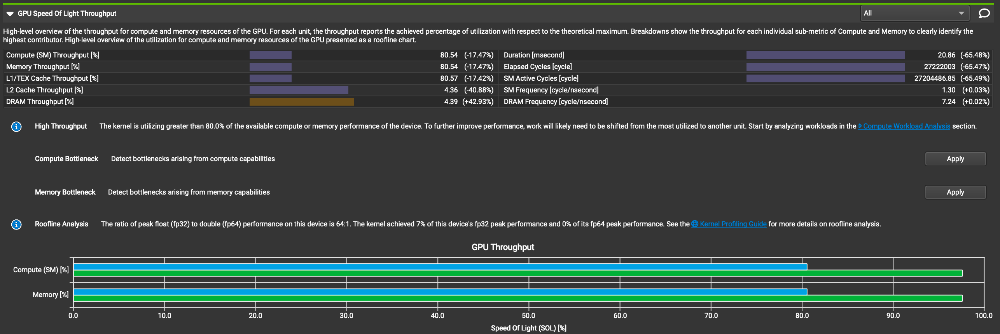 GPU Speed Of Light Throughput
All
High-level overview of the throughput for compute and memory resources of the GPU. For each unit, the throughput reports the achieved percentage of utilization with respect to the theoretical maximum. Breakdowns show the throughput for each individual sub-metric of Compute and Memory to clearly identify the
highest contributor. High-level overview of the utilization for compute and memory resources of the GPU presented as a roofline chart.
Compute (SM) Throughput [%] 80.54 (-17.47%) Duration [msecond] 20.86 (-65.48%)
Memory Throughput [%] 80.54 (-17.47%) Elapsed Cycles [cycle] 27222003 (-65.47%)
L1/TEX Cache Throughput [%] 80.57 (-17.42%) SM Active Cycles [cycle] 27204486.85 (-65.49%)
L2 Cache Throughput [%] 4.36 (-40.88%) SM Frequency [cycle/nsecond] 1.30 (+0.03%)
DRAM Throughput [%] 4.39 (+42.93%) DRAM Frequency [cycle/nsecond] 7.24 (+0.02%)
High Throughput The kernel is utilizing greater than 80.0% of the available compute or memory performance of the device. To further improve performance, work will likely need to be shifted from the most utilized to another unit. Start by analyzing workloads in the Compute Workload Analysis section.
Compute Bottleneck Detect bottlenecks arising from compute capabilities Apply
Memory Bottleneck Detect bottlenecks arising from memory capabilities Apply
Roofline Analysis The ratio of peak float (fp32) to double (fp64) performance on this device is 64:1. The kernel achieved 7% of this device's fp32 peak performance and 0% of its fp64 peak performance. See the Kernel Profiling Guide for more details on roofline analysis.
GPU Throughput
Compute (SM) [%]
Memory [%]
0.0 10.0 20.0 30.0 40.0 50.0 60.0 70.0 80.0 90.0 100.0
Speed Of Light (SOL) [%]